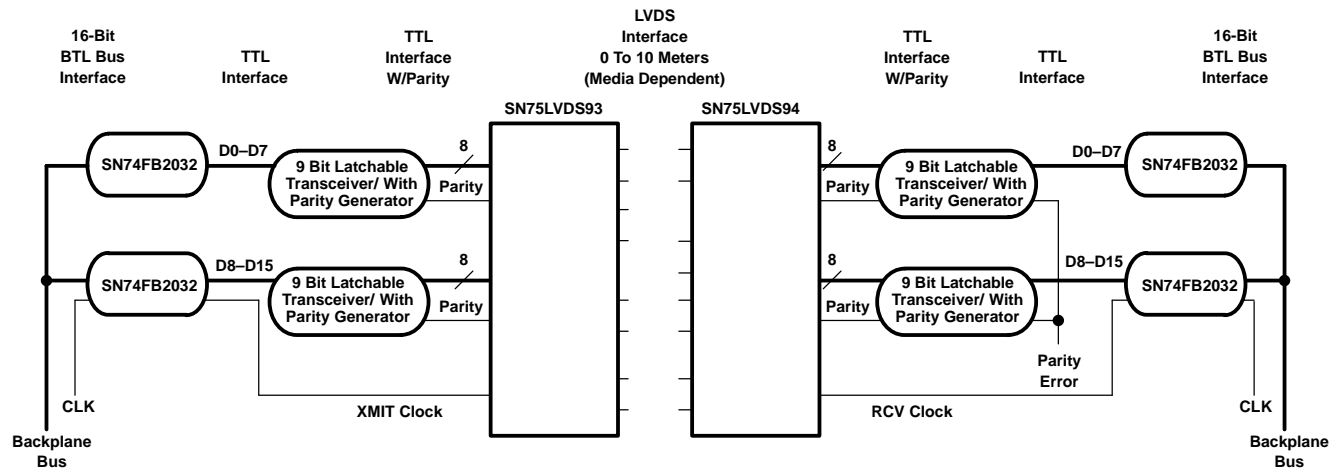 16-Bit
BTL Bus
Interface
TTL
Interface
TTL
Interface
W/Parity
LVDS
Interface
0 To 10 Meters
(Media Dependent)
TTL
Interface
W/Parity
TTL
Interface
16-Bit
BTL Bus
Interface
SN75LVDS93
SN75LVDS94
SN74FB2032
D0–D7
9 Bit Latchable
Transceiver/ With
Parity Generator
8
Parity
8
Parity
9 Bit Latchable
Transceiver/ With
Parity Generator
D0–D7
SN74FB2032
SN74FB2032
D8–D15
9 Bit Latchable
Transceiver/ With
Parity Generator
8
Parity
8
Parity
9 Bit Latchable
Transceiver/ With
Parity Generator
D8–D15
SN74FB2032
Parity
Error
CLK
XMIT Clock
RCV Clock
CLK
Backplane
Bus
Backplane
Bus